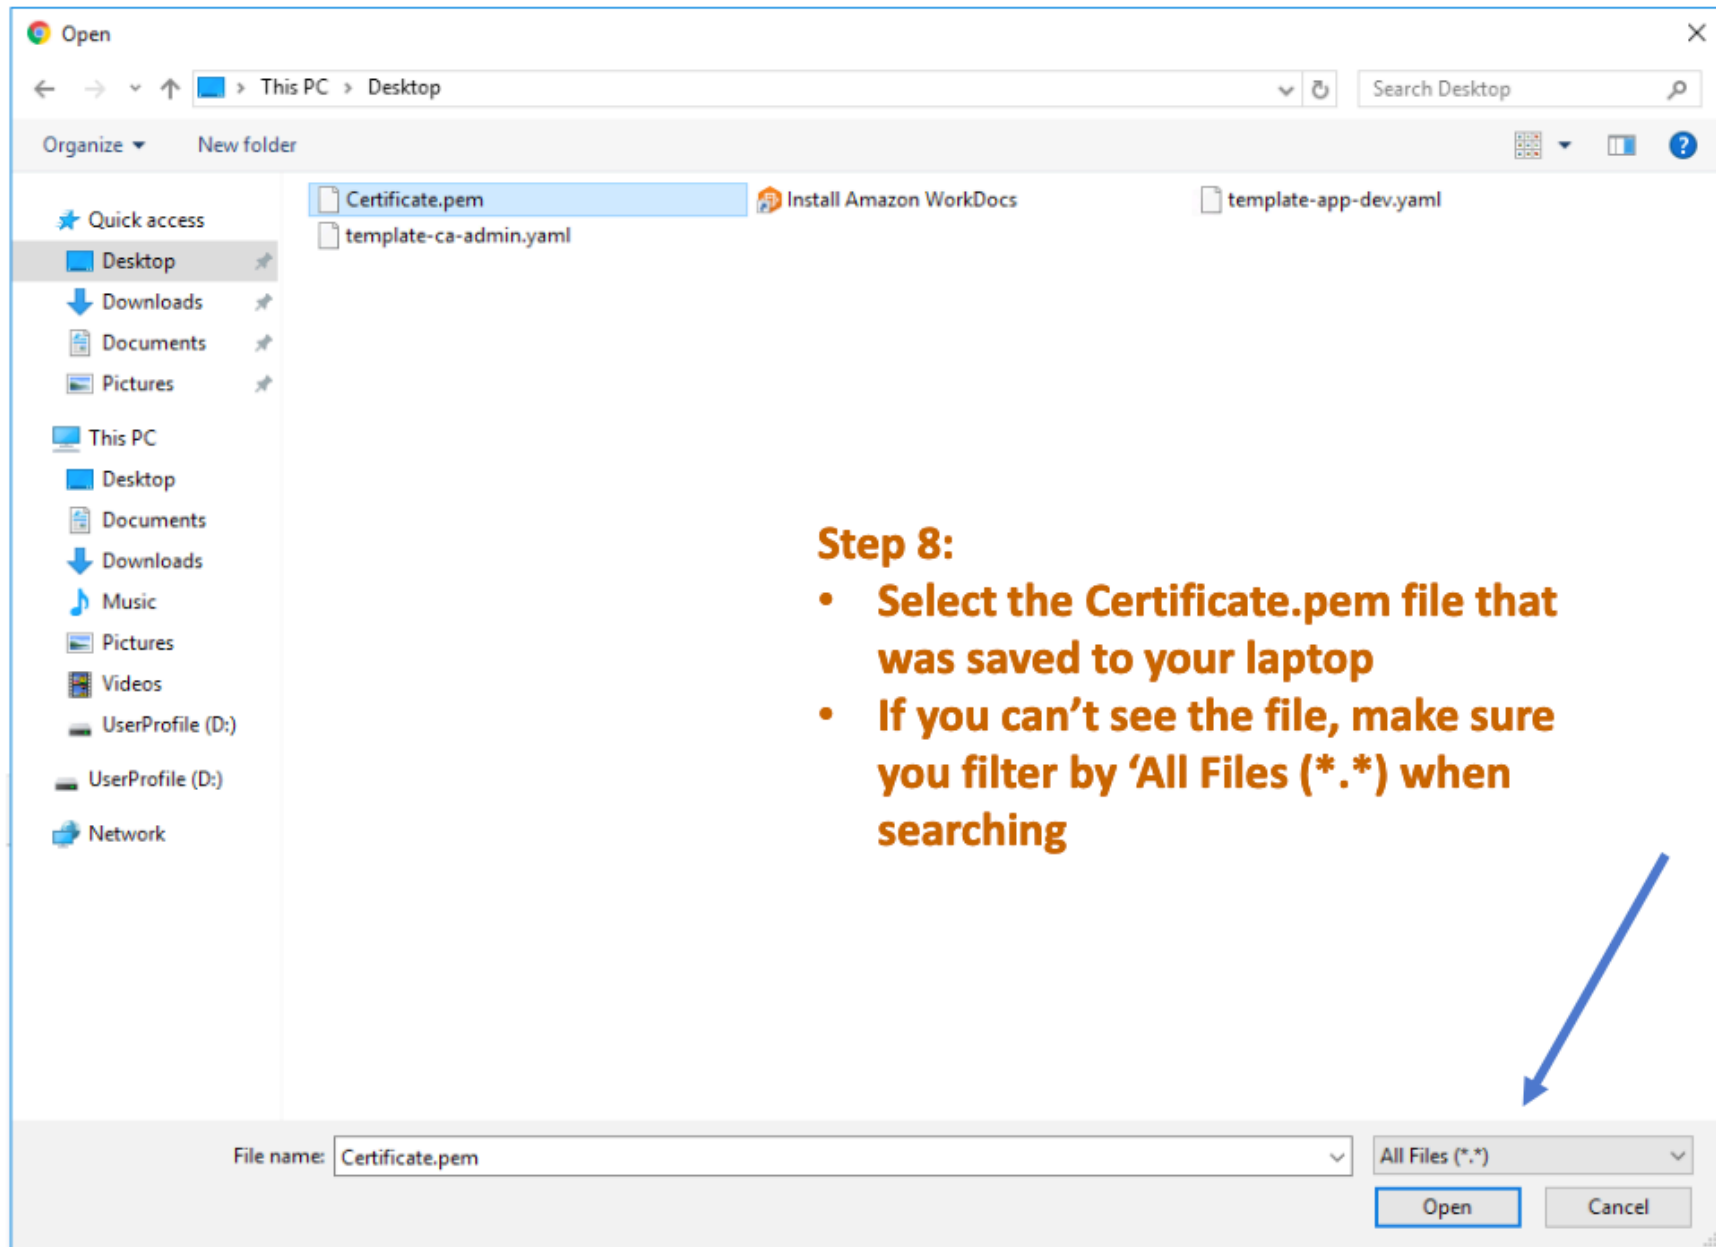 Open
This PC > Desktop
Search Desktop
Organize
New folder
Quick access
Desktop
Downloads
Documents
Pictures
This PC
Desktop
Documents
Downloads
Music
Pictures
Videos
UserProfile (D:)
UserProfile (D:)
Network
Certificate.pem
Install Amazon WorkDocs
template-app-dev.yaml
template-ca-admin.yaml
Step 8:
• Select the Certificate.pem file that
was saved to your laptop
• If you can’t see the file, make sure
you filter by ‘All Files (*.*) when
searching
File name: Certificate.pem
All Files (*.*)
Open
Cancel